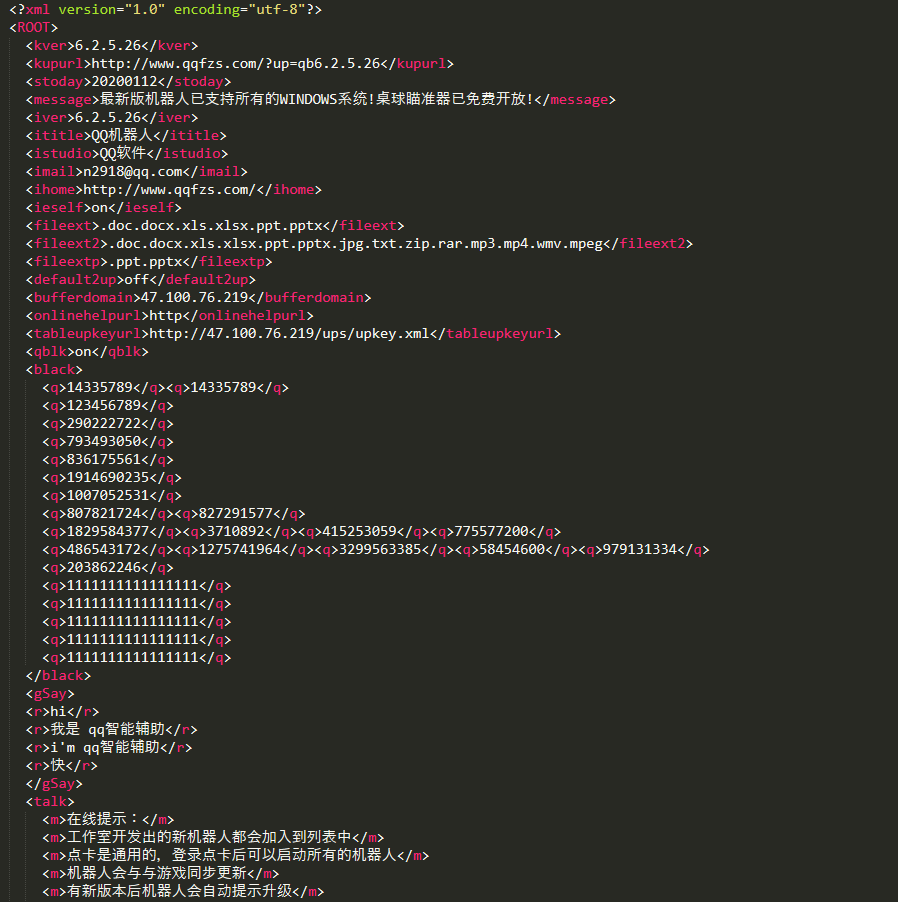 <?xml version="1.0" encoding="utf-8"?>
<ROOT>
<kver>6.2.5.26</kver>
<kupurl>http://www.qqfzs.com/?up=qb6.2.5.26</kupurl>
<stoday>20200112</stoday>
<message>最新版机器人已支持所有的WINDOWS系统!桌球瞄准器已免费开放!</message>
<iver>6.2.5.26</iver>
<ititle>QQ机器人</ititle>
<istudio>QQ软件</istudio>
<imail>n2918@qq.com</imail>
<ihome>http://www.qqfzs.com/</ihome>
<ieself>on</ieself>
<fileext>.doc.docx.xls.xlsx.ppt.pptx</fileext>
<fileext2>.doc.docx.xls.xlsx.ppt.pptx.jpg.txt.zip.rar.mp3.mp4.wmv.mpeg</fileext2>
<fileextp>.ppt.pptx</fileextp>
<default2up>off</default2up>
<bufferdomain>47.100.76.219</bufferdomain>
<onlinehelpurl>http</onlinehelpurl>
<tableupkeyurl>http://47.100.76.219/ups/upkey.xml</tableupkeyurl>
<qblk>on</qblk>
<black>
<q>14335789</q><q>14335789</q>
<q>123456789</q>
<q>290222722</q>
<q>793493050</q>
<q>836175561</q>
<q>1914690235</q>
<q>1007052531</q>
<q>807821724</q><q>827291577</q>
<q>1829584377</q><q>3710892</q><q>415253059</q><q>775577200</q>
<q>486543172</q><q>1275741964</q><q>3299563385</q><q>58454600</q><q>979131334</q>
<q>203862246</q>
<q>1111111111111111</q>
<q>1111111111111111</q>
<q>1111111111111111</q>
<q>1111111111111111</q>
<q>1111111111111111</q>
</black>
<gSay>
<r>hi</r>
<r>我是 qq智能辅助</r>
<r>i'm qq智能辅助</r>
<r>快</r>
</gSay>
<talk>
<m>在线提示：</m>
<m>工作室开发出的新机器人都会加入到列表中</m>
<m>点卡是通用的, 登录点卡后可以启动所有的机器人</m>
<m>机器人会与与游戏同步更新</m>
<m>有新版本后机器人会自动提示升级</m>